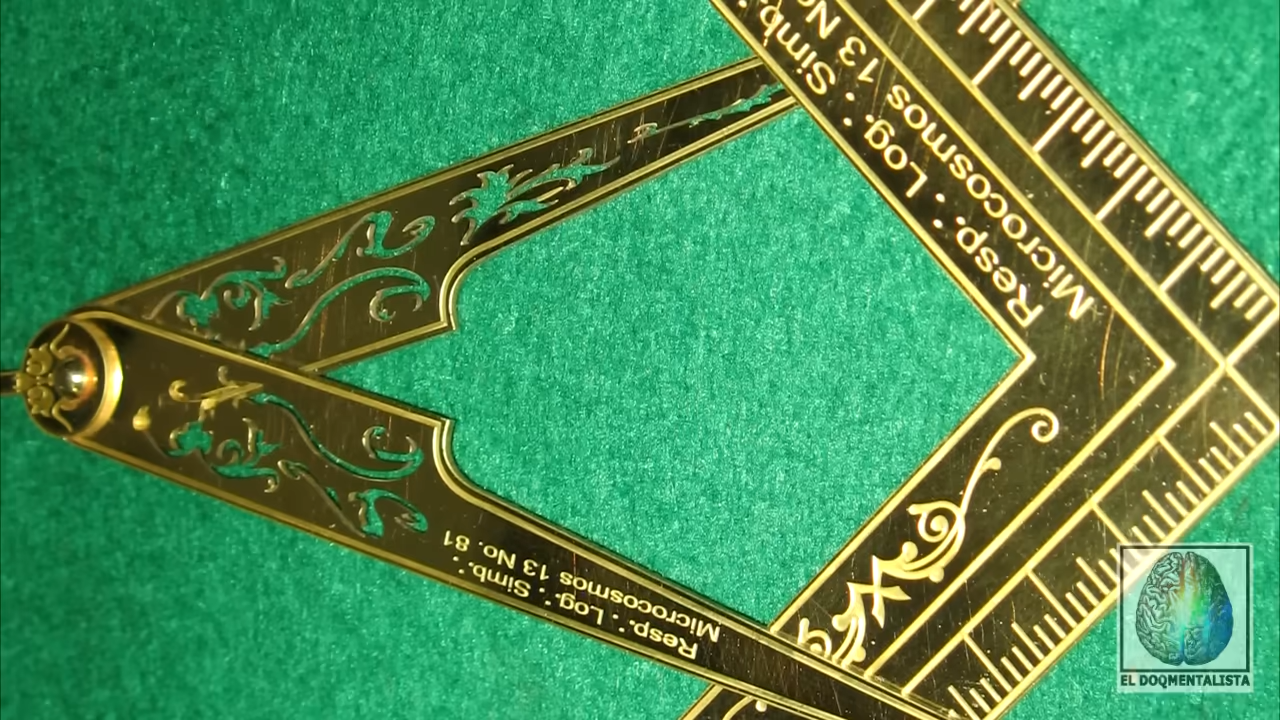 Resp∴ Log∴ Simb∴
Microcosmos 13 No
Resp∴ Log∴ Simb∴
Microcosmos 13 No. 81
EL DOQMENTALISTA